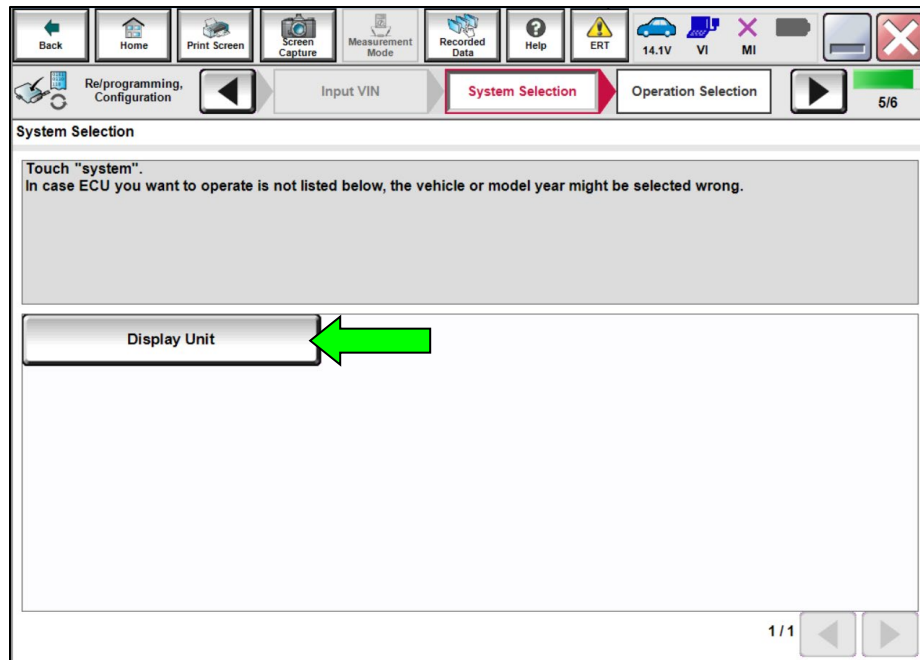 Back
Home
Print Screen
Screen
Capture
Measurement
Mode
Recorded
Data
Help
ERT
14.1V
VI
MI
Re/programming,
Configuration
Input VIN
System Selection
Operation Selection
5/6
System Selection
Touch "system".
In case ECU you want to operate is not listed below, the vehicle or model year might be selected wrong.
Display Unit
1/1